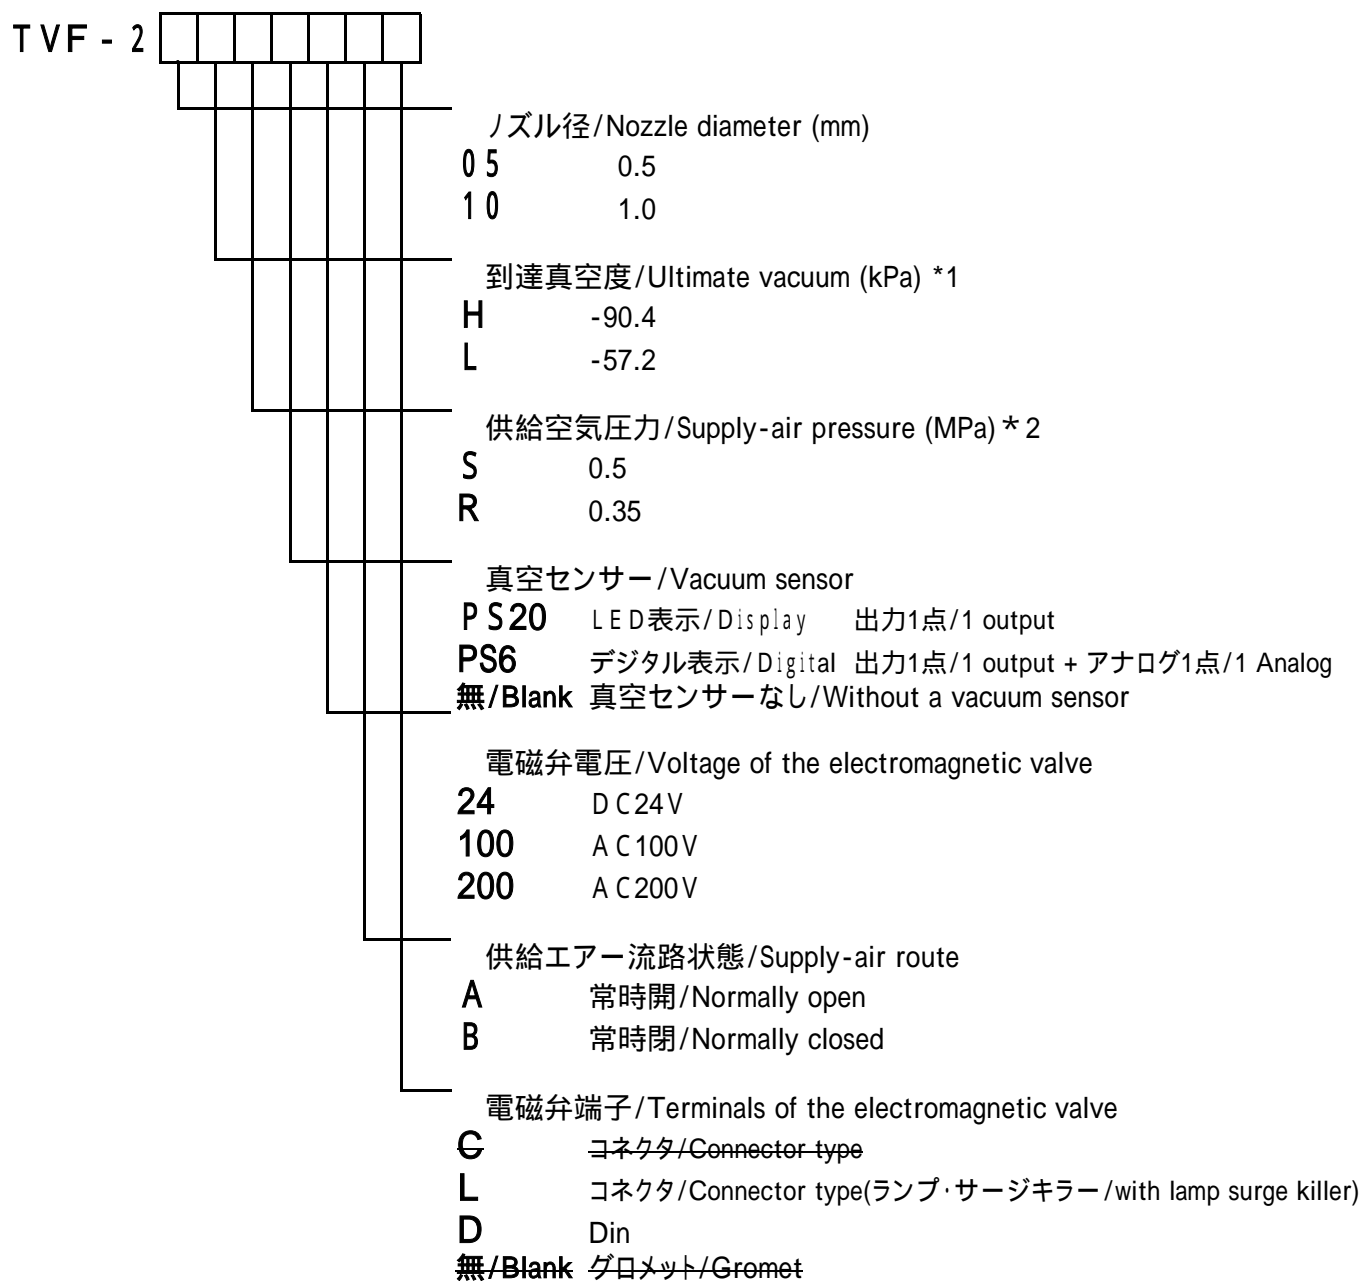 TVF-2
ノズル径/Nozzle diameter (mm)
05 0.5
10 1.0
到達真空度/Ultimate vacuum (kPa) *1
H -90.4
L -57.2
供給空気圧力/Supply-air pressure (MPa)*2
S 0.5
R 0.35
真空センサー/Vacuum sensor
PS20 LED表示/Display 出力1点/1 output
PS6 デジタル表示/Digital 出力1点/1 output + アナログ1点/1 Analog
無/Blank 真空センサーなし/Without a vacuum sensor
電磁弁電圧/Voltage of the electromagnetic valve
24 DC24V
100 AC100V
200 AC200V
供給エアー流路状態/Supply-air route
A 常時開/Normally open
B 常時閉/Normally closed
電磁弁端子/Terminals of the electromagnetic valve
C コネクタ/Connector type
L コネクタ/Connector type(ランプ・サージキラー/with lamp surge killer)
D Din
無/Blank グロメット/Gromet